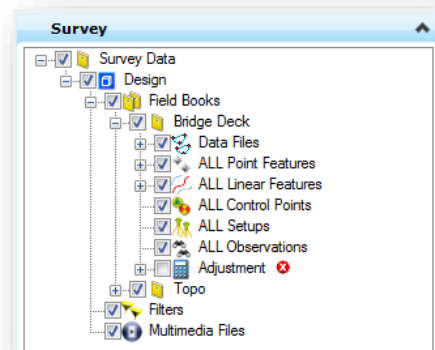 Survey
Survey Data
Design
Field Books
Bridge Deck
Data Files
ALL Point Features
ALL Linear Features
ALL Control Points
ALL Setups
ALL Observations
Adjustment
Topo
Filters
Multimedia Files